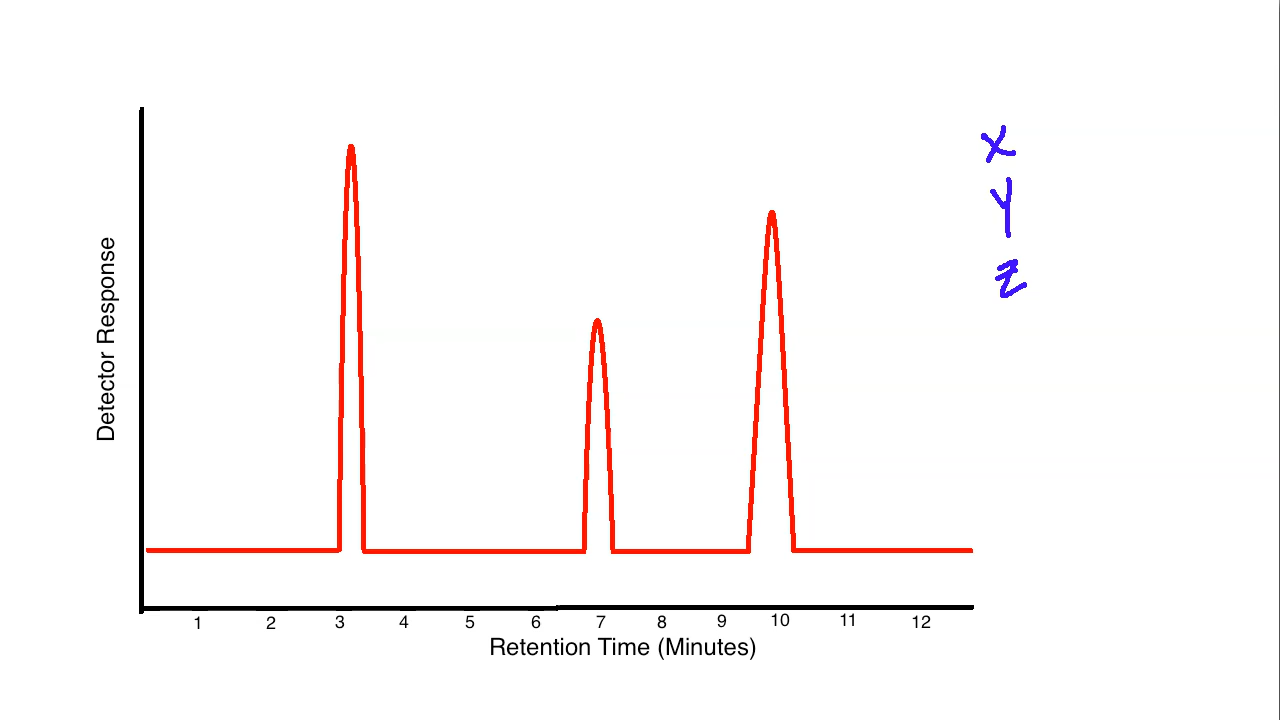 X
Y
Z
Detector Response
1 2 3 4 5 6 7 8 9 10 11 12
Retention Time (Minutes)